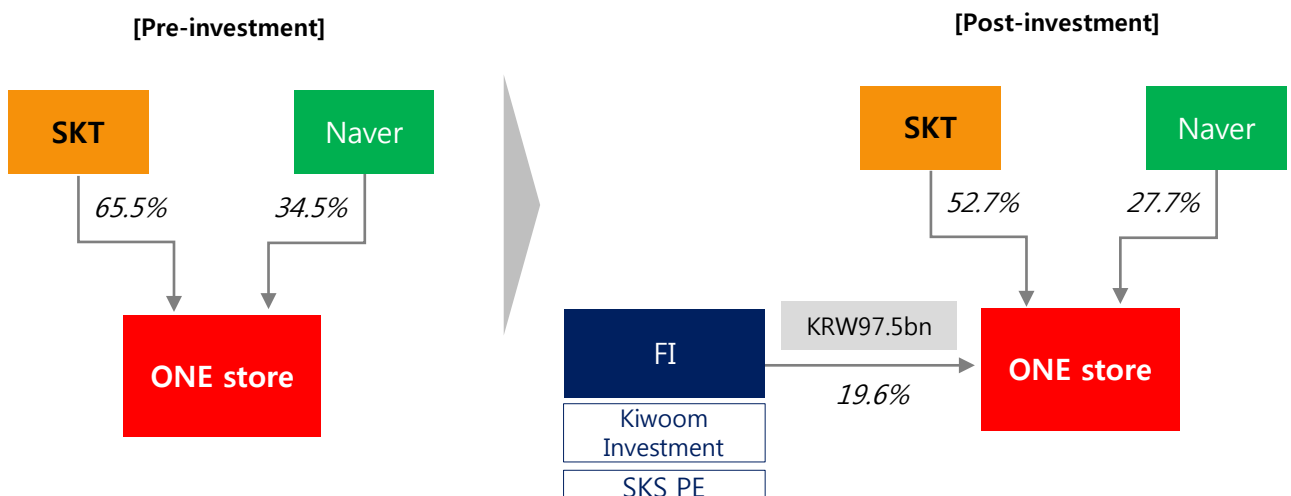 [Pre-investment]
[Post-investment]
SKT
Naver
65.5%
34.5%
ONE store
SKT
Naver
52.7%
27.7%
FI
KRW97.5bn
19.6%
ONE store
Kiwoom
Investment
SKS PE